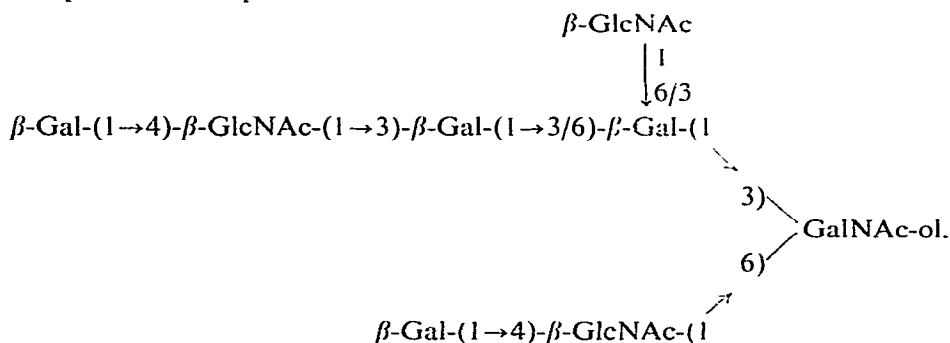 β-GlcNAc
1
6/3
β-Gal-(1→4)-β-GlcNAc-(1→3)-β-Gal-(1→3/6)-β-Gal-(1
3)
GalNAc-ol.
6)
β-Gal-(1→4)-β-GlcNAc-(1